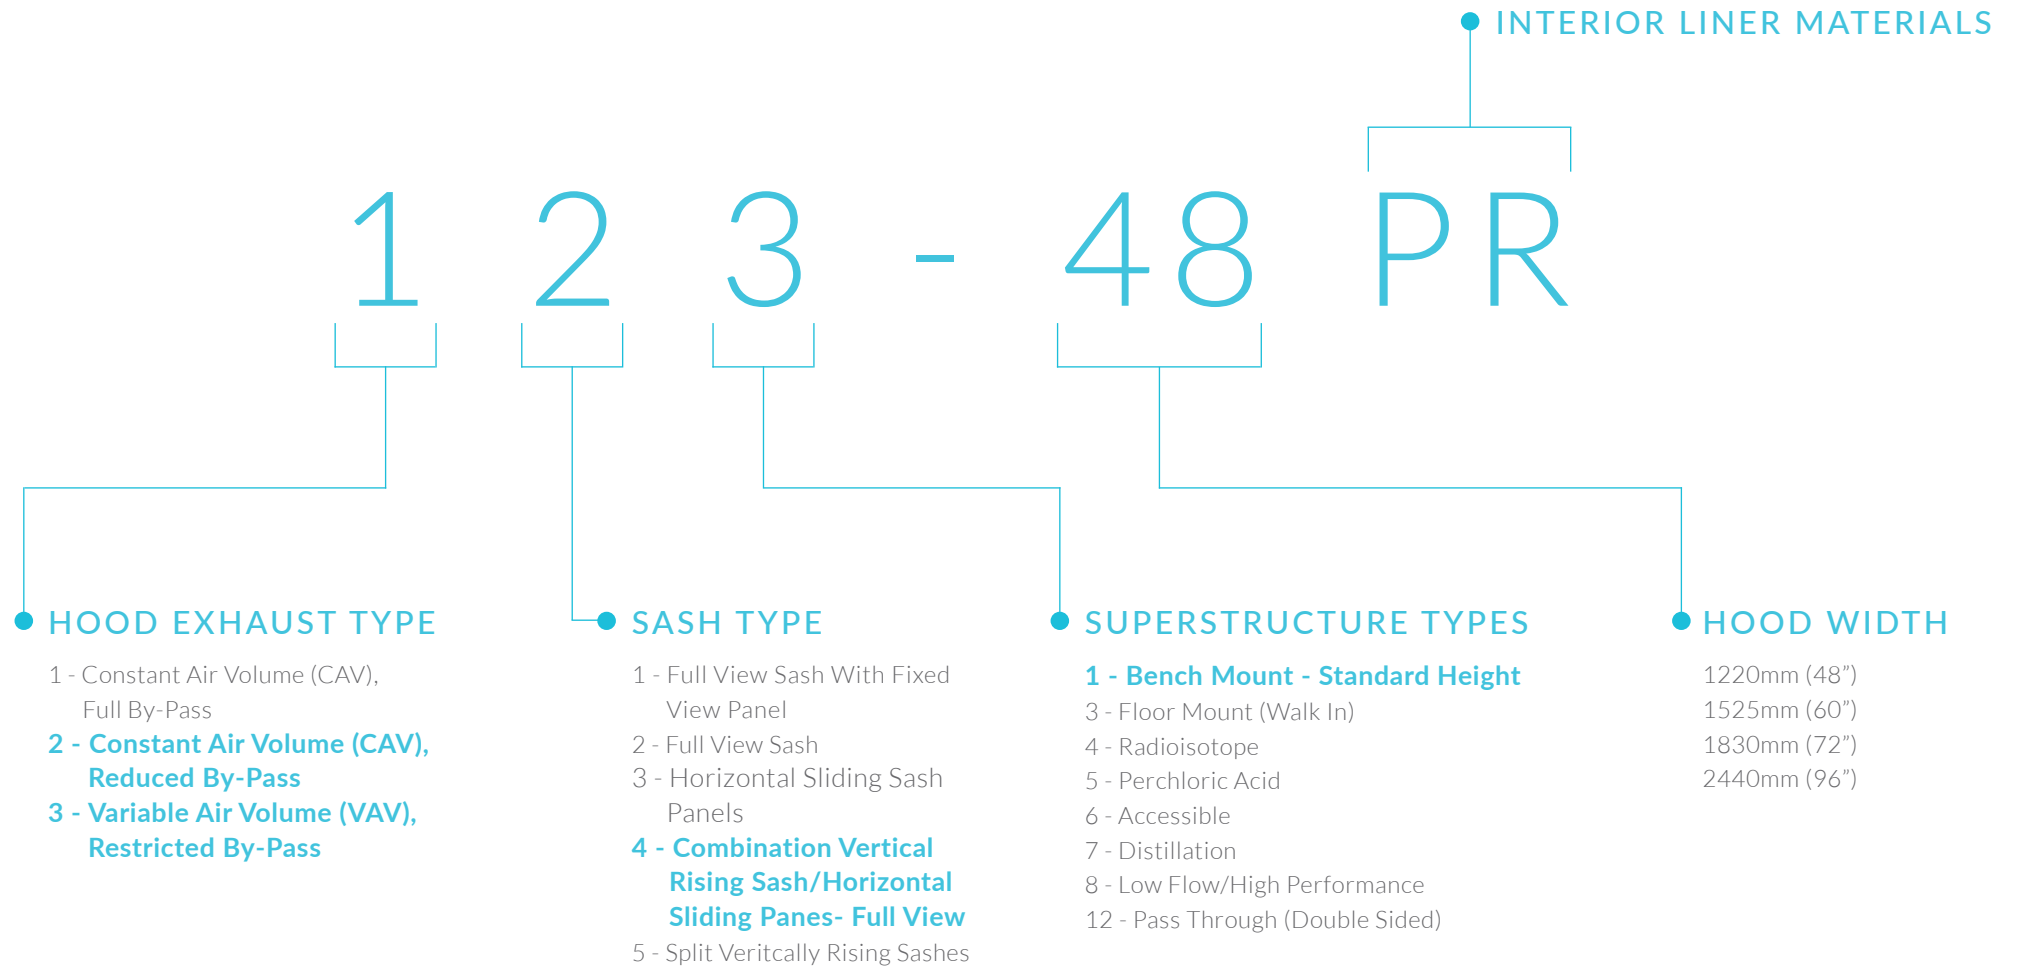 INTERIOR LINER MATERIALS
1 2 3 - 48 PR
HOOD EXHAUST TYPE
1 - Constant Air Volume (CAV),
Full By-Pass
2 - Constant Air Volume (CAV),
Reduced By-Pass
3 - Variable Air Volume (VAV),
Restricted By-Pass
SASH TYPE
1 - Full View Sash With Fixed
View Panel
2 - Full View Sash
3 - Horizontal Sliding Sash
Panels
4 - Combination Vertical
Rising Sash/Horizontal
Sliding Panes- Full View
5 - Split Veritcally Rising Sashes
SUPERSTRUCTURE TYPES
1 - Bench Mount - Standard Height
3 - Floor Mount (Walk In)
4 - Radioisotope
5 - Perchloric Acid
6 - Accessible
7 - Distillation
8 - Low Flow/High Performance
12 - Pass Through (Double Sided)
HOOD WIDTH
1220mm (48”)
1525mm (60”)
1830mm (72”)
2440mm (96”)